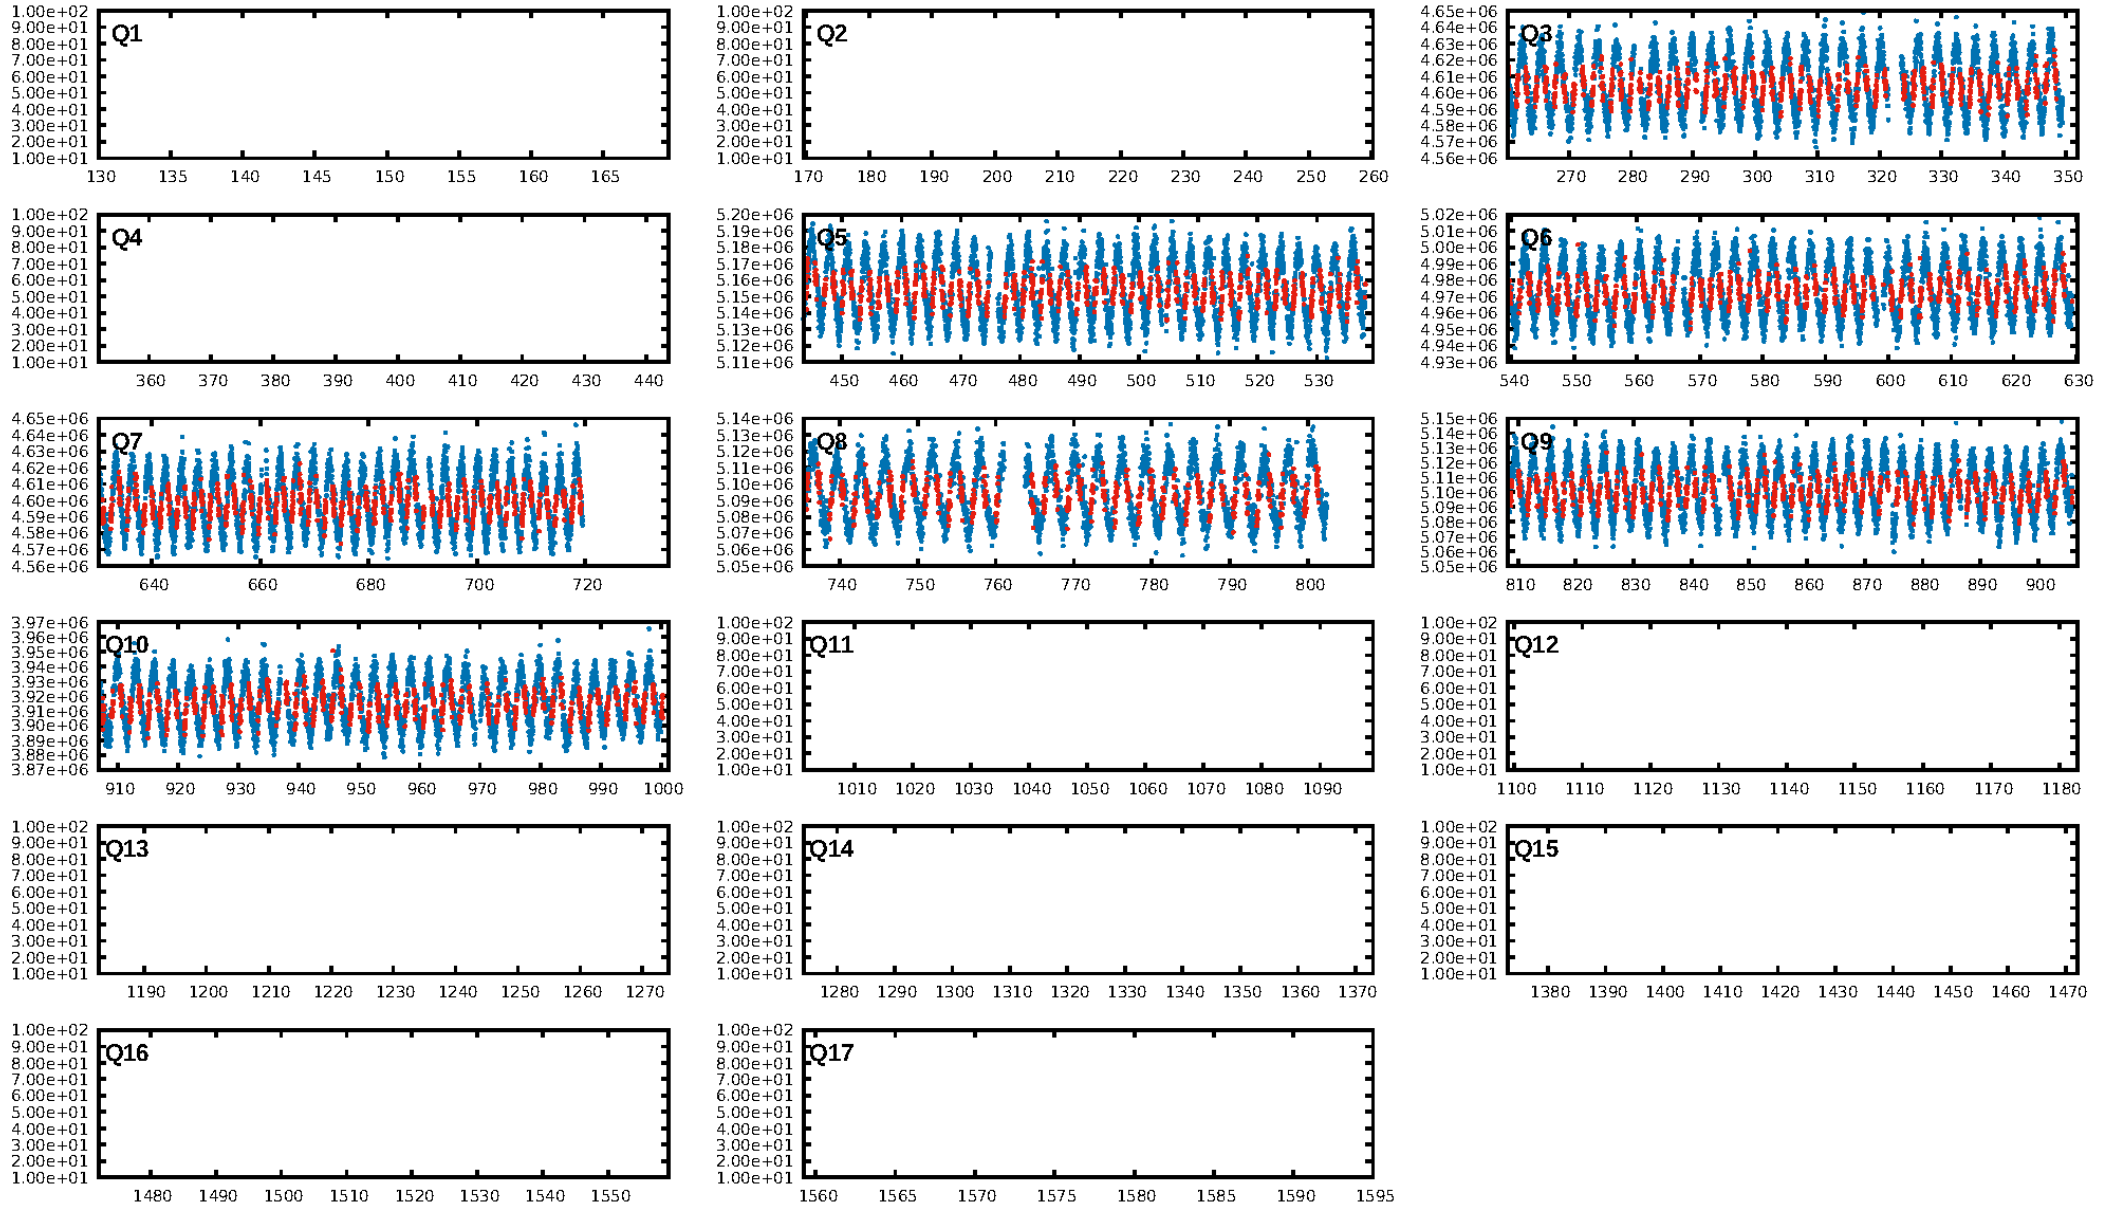 Q1
1.00e+02
9.00e+01
8.00e+01
7.00e+01
6.00e+01
5.00e+01
4.00e+01
3.00e+01
2.00e+01
1.00e+01
130 135 140 145 150 155 160 165
Q2
1.00e+02
9.00e+01
8.00e+01
7.00e+01
6.00e+01
5.00e+01
4.00e+01
3.00e+01
2.00e+01
1.00e+01
170 180 190 200 210 220 230 240 250 260
Q3
4.65e+06
4.64e+06
4.63e+06
4.62e+06
4.61e+06
4.60e+06
4.59e+06
4.58e+06
4.57e+06
4.56e+06
270 280 290 300 310 320 330 340 350
Q4
1.00e+02
9.00e+01
8.00e+01
7.00e+01
6.00e+01
5.00e+01
4.00e+01
3.00e+01
2.00e+01
1.00e+01
360 370 380 390 400 410 420 430 440
Q5
5.20e+06
5.19e+06
5.18e+06
5.17e+06
5.16e+06
5.15e+06
5.14e+06
5.13e+06
5.12e+06
5.11e+06
450 460 470 480 490 500 510 520 530
Q6
5.02e+06
5.01e+06
5.00e+06
4.99e+06
4.98e+06
4.97e+06
4.96e+06
4.95e+06
4.94e+06
4.93e+06
540 550 560 570 580 590 600 610 620 630
Q7
4.65e+06
4.64e+06
4.63e+06
4.62e+06
4.61e+06
4.60e+06
4.59e+06
4.58e+06
4.57e+06
4.56e+06
640 660 680 700 720
Q8
5.14e+06
5.13e+06
5.12e+06
5.11e+06
5.10e+06
5.09e+06
5.08e+06
5.07e+06
5.06e+06
5.05e+06
740 750 760 770 780 790 800
Q9
5.15e+06
5.14e+06
5.13e+06
5.12e+06
5.11e+06
5.10e+06
5.09e+06
5.08e+06
5.07e+06
5.06e+06
5.05e+06
810 820 830 840 850 860 870 880 890 900
Q10
3.97e+06
3.96e+06
3.95e+06
3.94e+06
3.93e+06
3.92e+06
3.91e+06
3.90e+06
3.89e+06
3.88e+06
3.87e+06
910 920 930 940 950 960 970 980 990 1000
Q11
1.00e+02
9.00e+01
8.00e+01
7.00e+01
6.00e+01
5.00e+01
4.00e+01
3.00e+01
2.00e+01
1.00e+01
1010 1020 1030 1040 1050 1060 1070 1080 1090
Q12
1.00e+02
9.00e+01
8.00e+01
7.00e+01
6.00e+01
5.00e+01
4.00e+01
3.00e+01
2.00e+01
1.00e+01
1100 1110 1120 1130 1140 1150 1160 1170 1180
Q13
1.00e+02
9.00e+01
8.00e+01
7.00e+01
6.00e+01
5.00e+01
4.00e+01
3.00e+01
2.00e+01
1.00e+01
1190 1200 1210 1220 1230 1240 1250 1260 1270
Q14
1.00e+02
9.00e+01
8.00e+01
7.00e+01
6.00e+01
5.00e+01
4.00e+01
3.00e+01
2.00e+01
1.00e+01
1280 1290 1300 1310 1320 1330 1340 1350 1360 1370
Q15
1.00e+02
9.00e+01
8.00e+01
7.00e+01
6.00e+01
5.00e+01
4.00e+01
3.00e+01
2.00e+01
1.00e+01
1380 1390 1400 1410 1420 1430 1440 1450 1460 1470
Q16
1.00e+02
9.00e+01
8.00e+01
7.00e+01
6.00e+01
5.00e+01
4.00e+01
3.00e+01
2.00e+01
1.00e+01
1480 1490 1500 1510 1520 1530 1540 1550
Q17
1.00e+02
9.00e+01
8.00e+01
7.00e+01
6.00e+01
5.00e+01
4.00e+01
3.00e+01
2.00e+01
1.00e+01
1560 1565 1570 1575 1580 1585 1590 1595